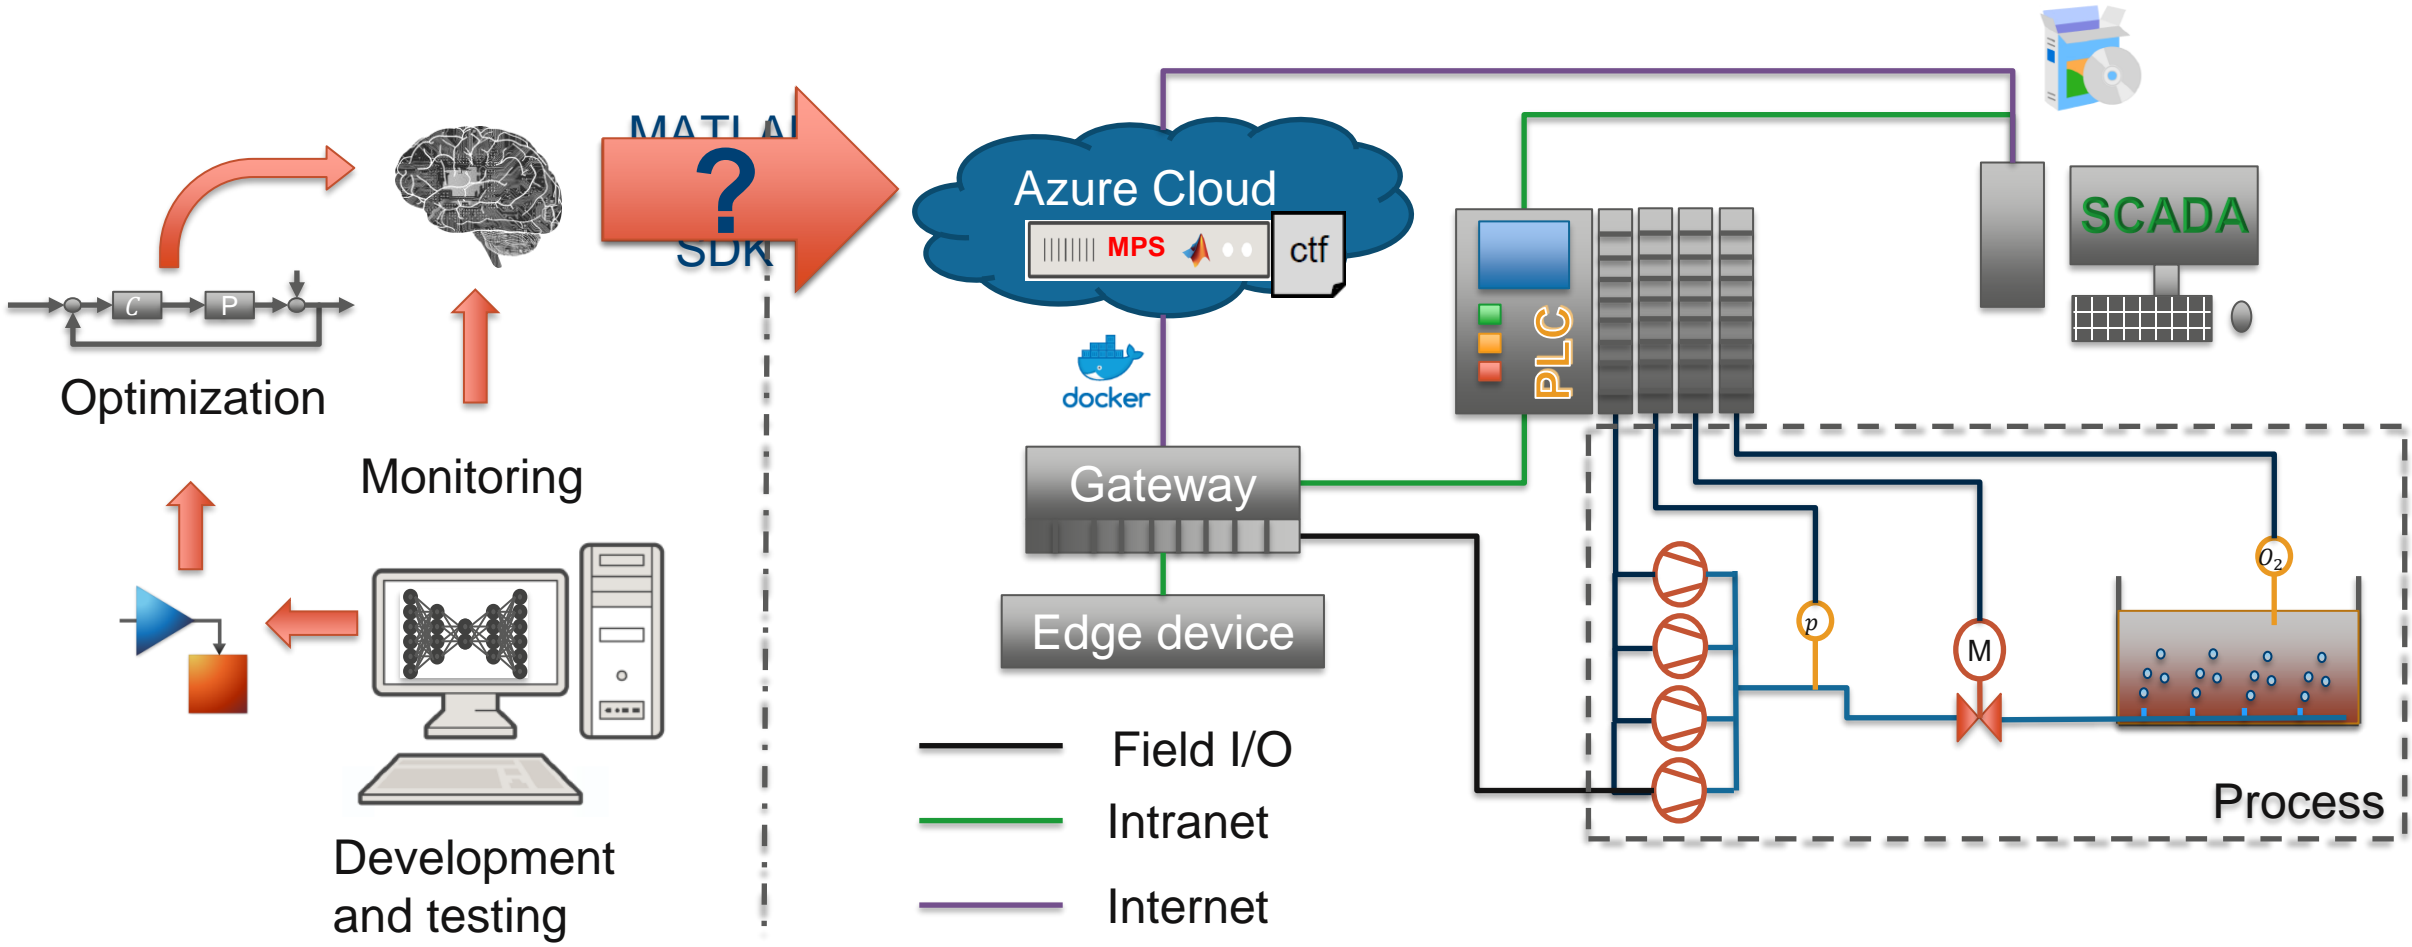 MATLA
?
SDK
Azure Cloud
MPS
ctf
SCADA
C
P
PLC
Optimization
docker
Monitoring
Gateway
O₂
Edge device
p
M
Field I/O
Process
Intranet
Development
and testing
Internet